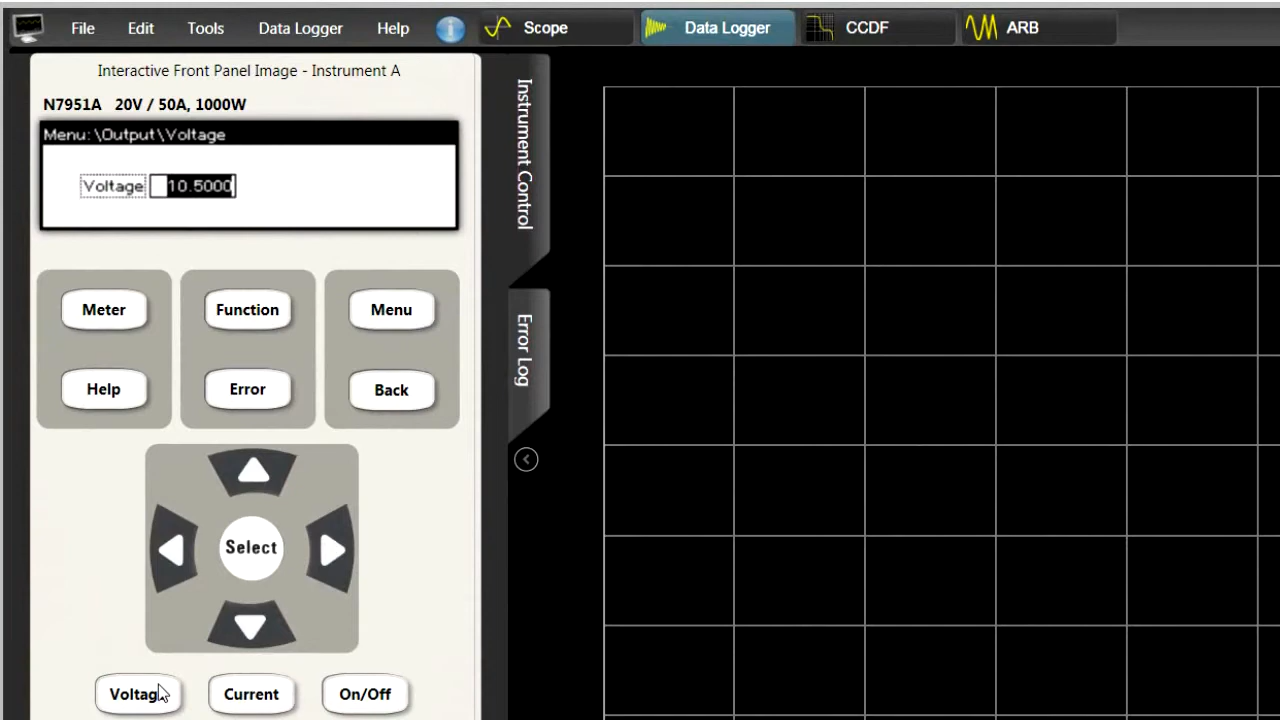 File Edit Tools Data Logger Help Scope Data Logger CCDF ARB
Interactive Front Panel Image - Instrument A
N7951A 20V / 50A, 1000W
Menu:\Output\Voltage
Voltage 10.5000
Meter Function Menu
Help Error Back
Select
Voltage Current On/Off
Instrument Control
Error Log